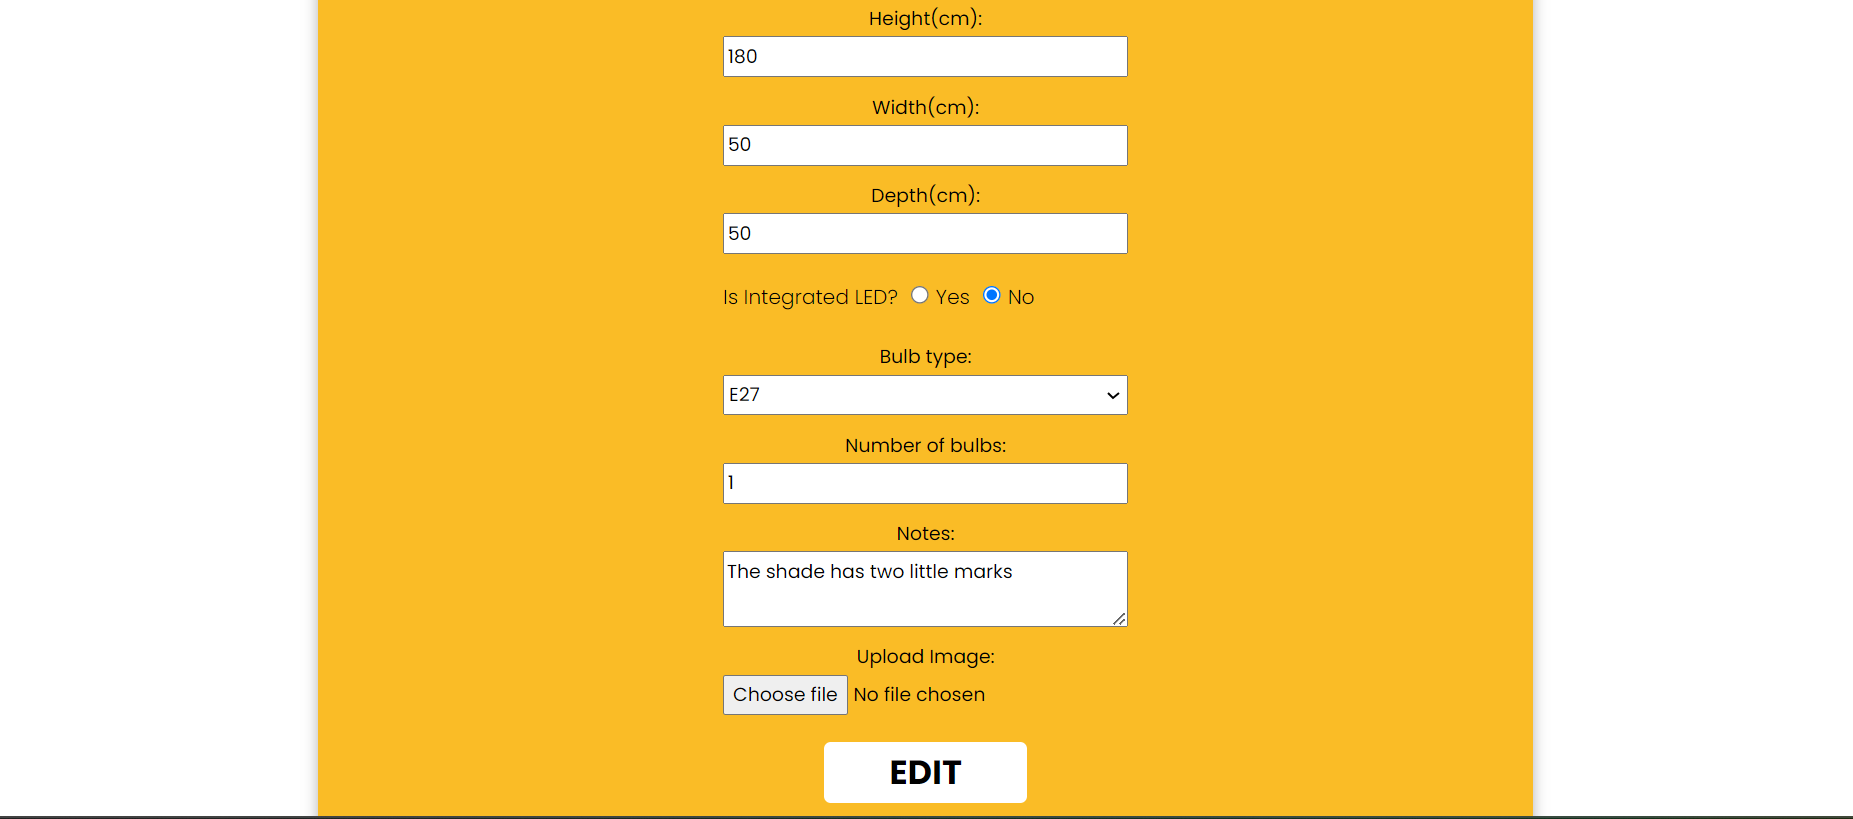 Height(cm):
180
Width(cm):
50
Depth(cm):
50
Is Integrated LED? Yes No
Bulb type:
E27
Number of bulbs:
1
Notes:
The shade has two little marks
Upload Image:
Choose file No file chosen
EDIT